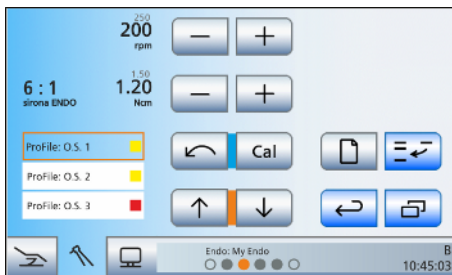 250
200
rpm
6 : 1
sirona ENDO
1.50
1.20
Ncm
ProFile: O.S. 1
Cal
ProFile: O.S. 2
ProFile: O.S. 3
Endo: My Endo
B
10:45:03